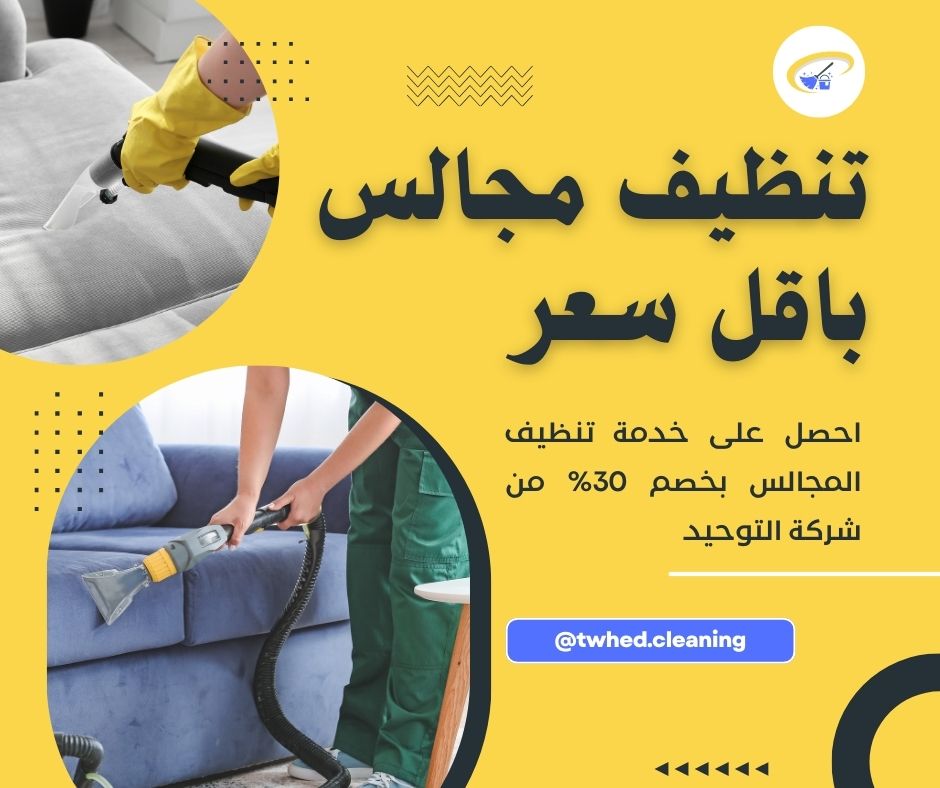 تنظيف مجالس
باقل سعر
احصل على خدمة تنظيف
المجالس بخصم 30% من
شركة التوحيد
@twhed.cleaning